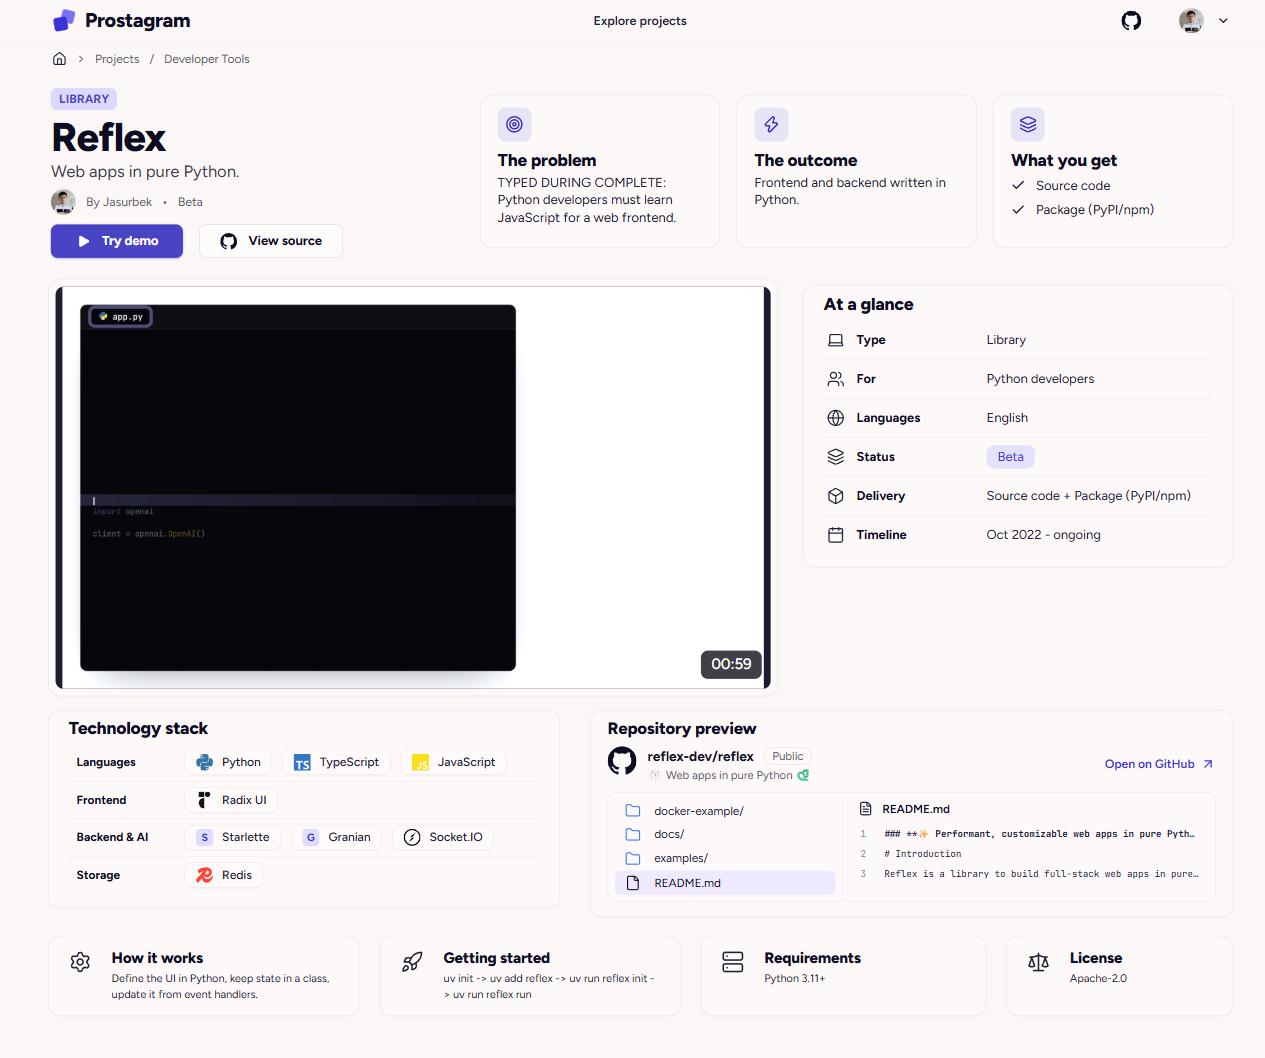 Prostagram
Explore projects
Projects / Developer Tools
LIBRARY
Reflex
Web apps in pure Python.
By Jasurbek • Beta
Try demo
View source
The problem
TYPED DURING COMPLETE:
Python developers must learn
JavaScript for a web frontend.
The outcome
Frontend and backend written in
Python.
What you get
Source code
Package (PyPI/npm)
app.py
import openai
client = openai.OpenAI()
00:59
At a glance
Type Library
For Python developers
Languages English
Status Beta
Delivery Source code + Package (PyPI/npm)
Timeline Oct 2022 - ongoing
Technology stack
Languages Python TS TypeScript JS JavaScript
Frontend Radix UI
Backend & AI S Starlette G Granian Socket.IO
Storage Redis
Repository preview
reflex-dev/reflex Public
Web apps in pure Python
Open on GitHub
docker-example/
docs/
examples/
README.md
README.md
1 ### **✨ Performant, customizable web apps in pure Pyth…
2 # Introduction
3 Reflex is a library to build full-stack web apps in pure…
How it works
Define the UI in Python, keep state in a class,
update it from event handlers.
Getting started
uv init -> uv add reflex -> uv run reflex init -
> uv run reflex run
Requirements
Python 3.11+
License
Apache-2.0